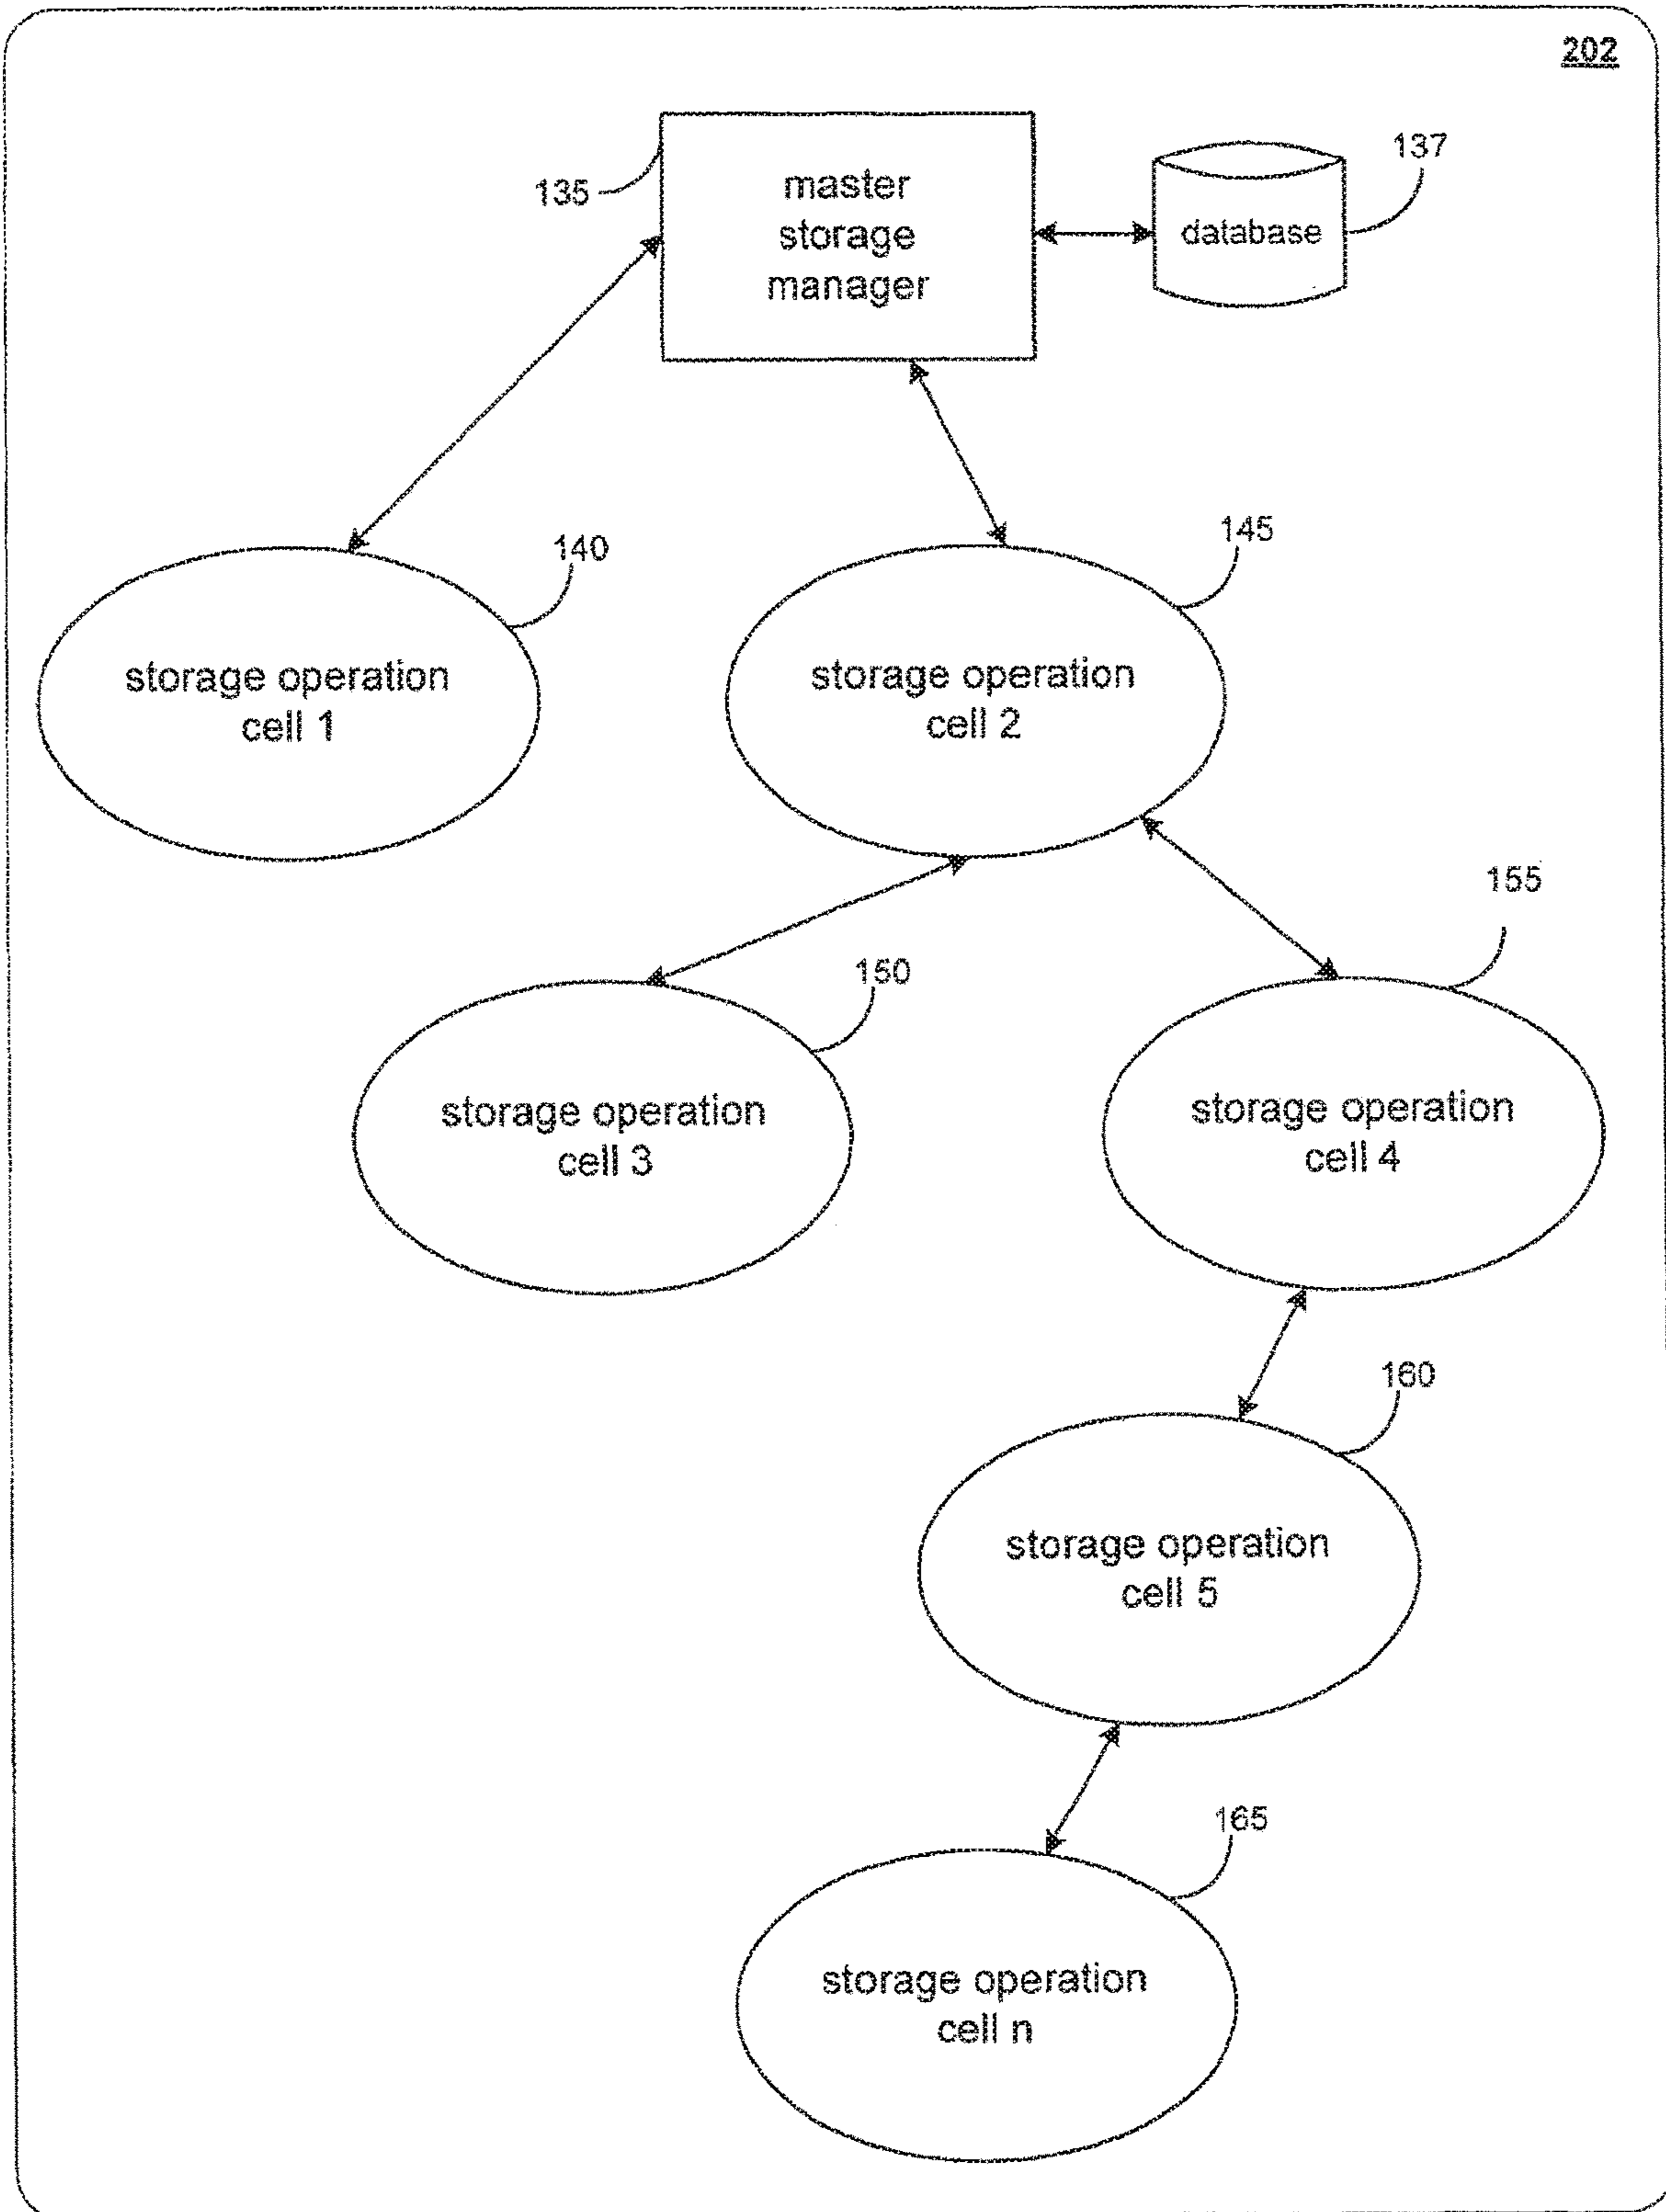 202
137
135
master
storage
manager
database
140
145
storage operation
cell 1
storage operation
cell 2
155
150
storage operation
cell 3
storage operation
cell 4
160
storage operation
cell 5
165
storage operation
cell n